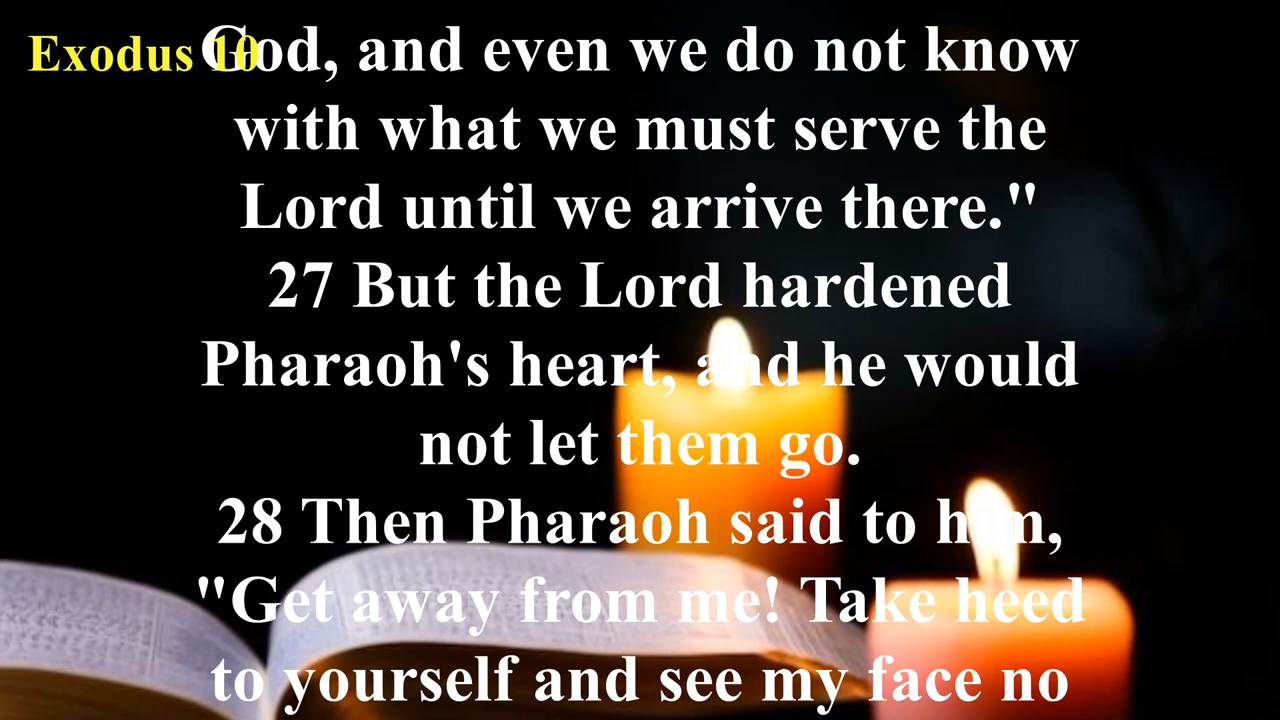 Exodus 10
God, and even we do not know
with what we must serve the
Lord until we arrive there."
27 But the Lord hardened
Pharaoh's heart, and he would
not let them go.
28 Then Pharaoh said to him,
"Get away from me! Take heed
to yourself and see my face no